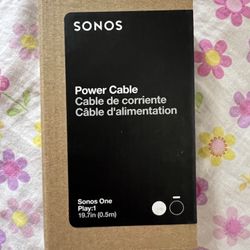 SONOS
Power Cable
Cable de corriente
Câble d'alimentation
Sonos One
Play:1
19.7in (0.5m)